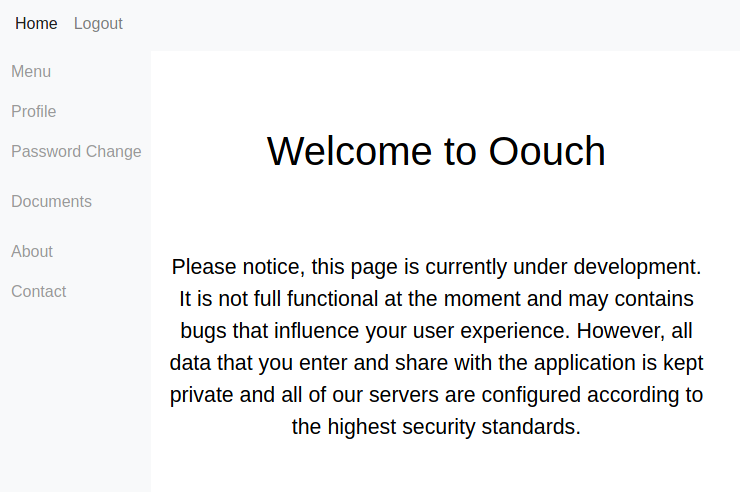 Home Logout
Menu
Profile
Password Change
Documents
About
Contact
Welcome to Oouch
Please notice, this page is currently under development.
It is not full functional at the moment and may contains
bugs that influence your user experience. However, all
data that you enter and share with the application is kept
private and all of our servers are configured according to
the highest security standards.